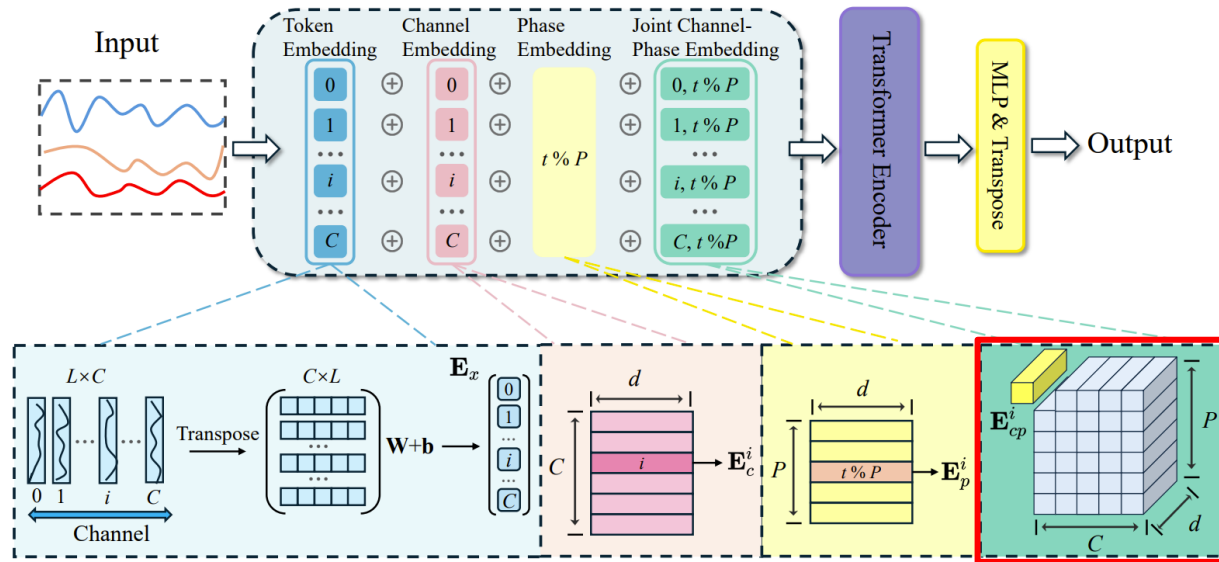 Input
Token
Embedding
Channel
Embedding
Phase
Embedding
Joint Channel-
Phase Embedding
0
1
...
i
...
C
0
1
...
i
...
C
t % P
0, t % P
1, t % P
...
i, t % P
...
C, t %P
Transformer Encoder
MLP & Transpose
Output
L×C
0 1 i C
Channel
Transpose
C×L
W+b
E_x
0
1
...
i
...
C
d
C
i
E_c^i
d
P
t % P
E_p^i
E_cp^i
P
d
C